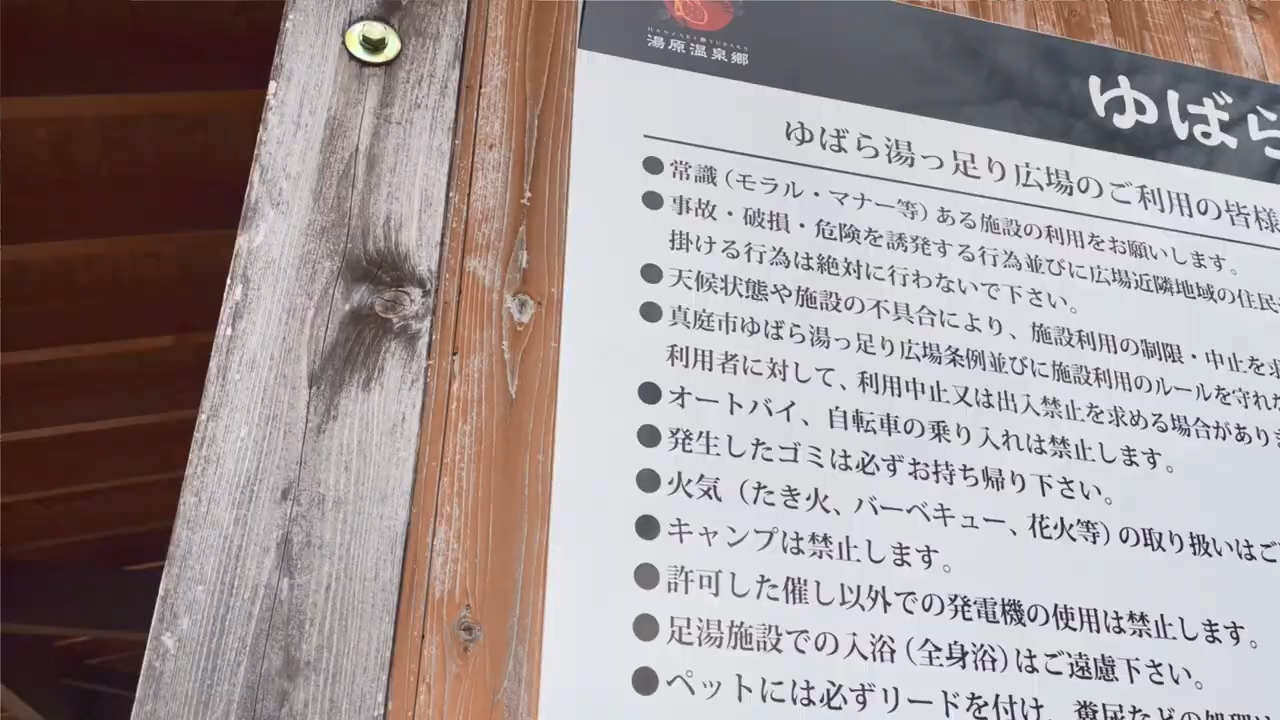 HANZAKI YUBARA
湯原温泉郷
ゆばら
ゆばら湯っ足り広場のご利用の皆様
●常識（モラル・マナー等）ある施設の利用をお願いします。
●事故・破損・危険を誘発する行為並びに広場近隣地域の住民
掛ける行為は絶対に行わないで下さい。
●天候状態や施設の不具合により、施設利用の制限・中止を求
●真庭市ゆばら湯っ足り広場条例並びに施設利用のルールを守れ
利用者に対して、利用中止又は出入禁止を求める場合があり
●オートバイ、自転車の乗り入れは禁止します。
●発生したゴミは必ずお持ち帰り下さい。
●火気（たき火、バーベキュー、花火等）の取り扱いはご
●キャンプは禁止します。
●許可した催し以外での発電機の使用は禁止します。
●足湯施設での入浴（全身浴）はご遠慮下さい。
●ペットには必ずリードを付け、糞尿などの処理